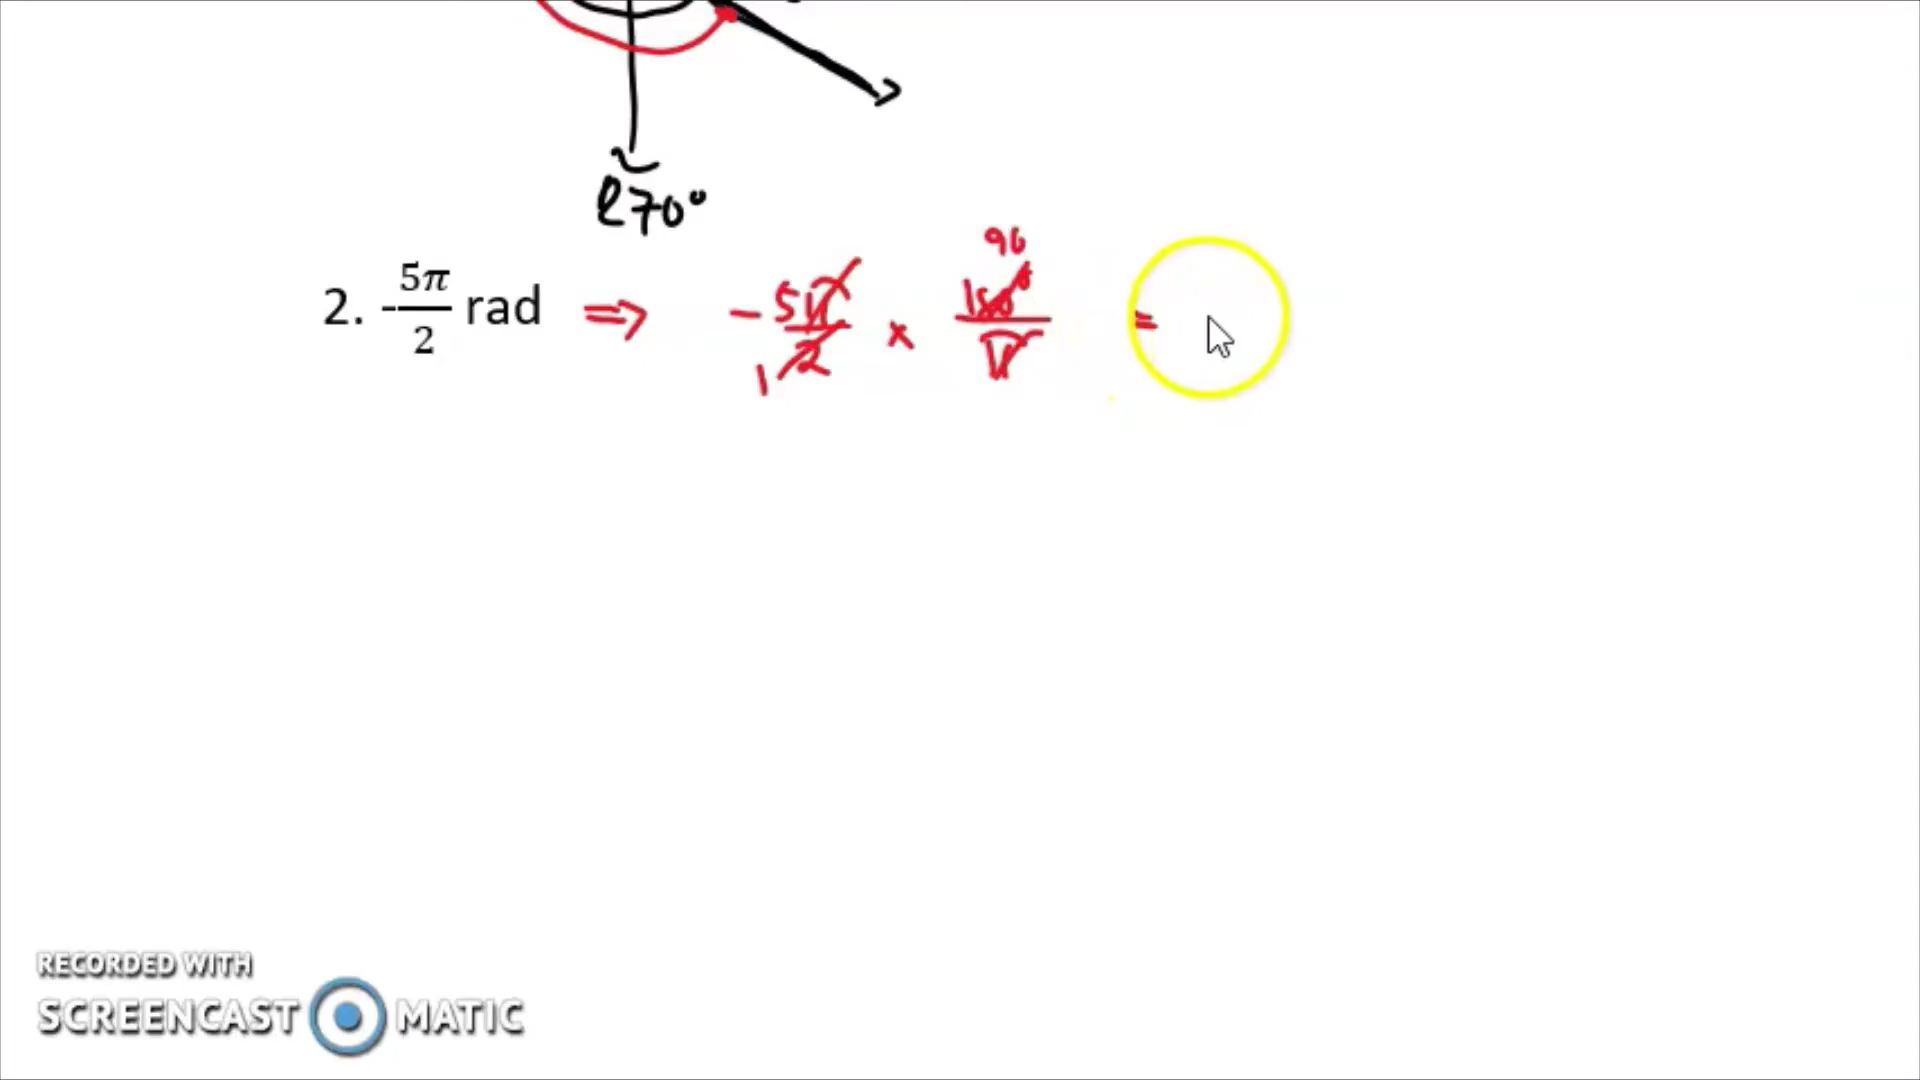 270°
2. -5π/2 rad ⇒ - 5π/2 × 180°/π =
90
1
RECORDED WITH
SCREENCAST MATIC